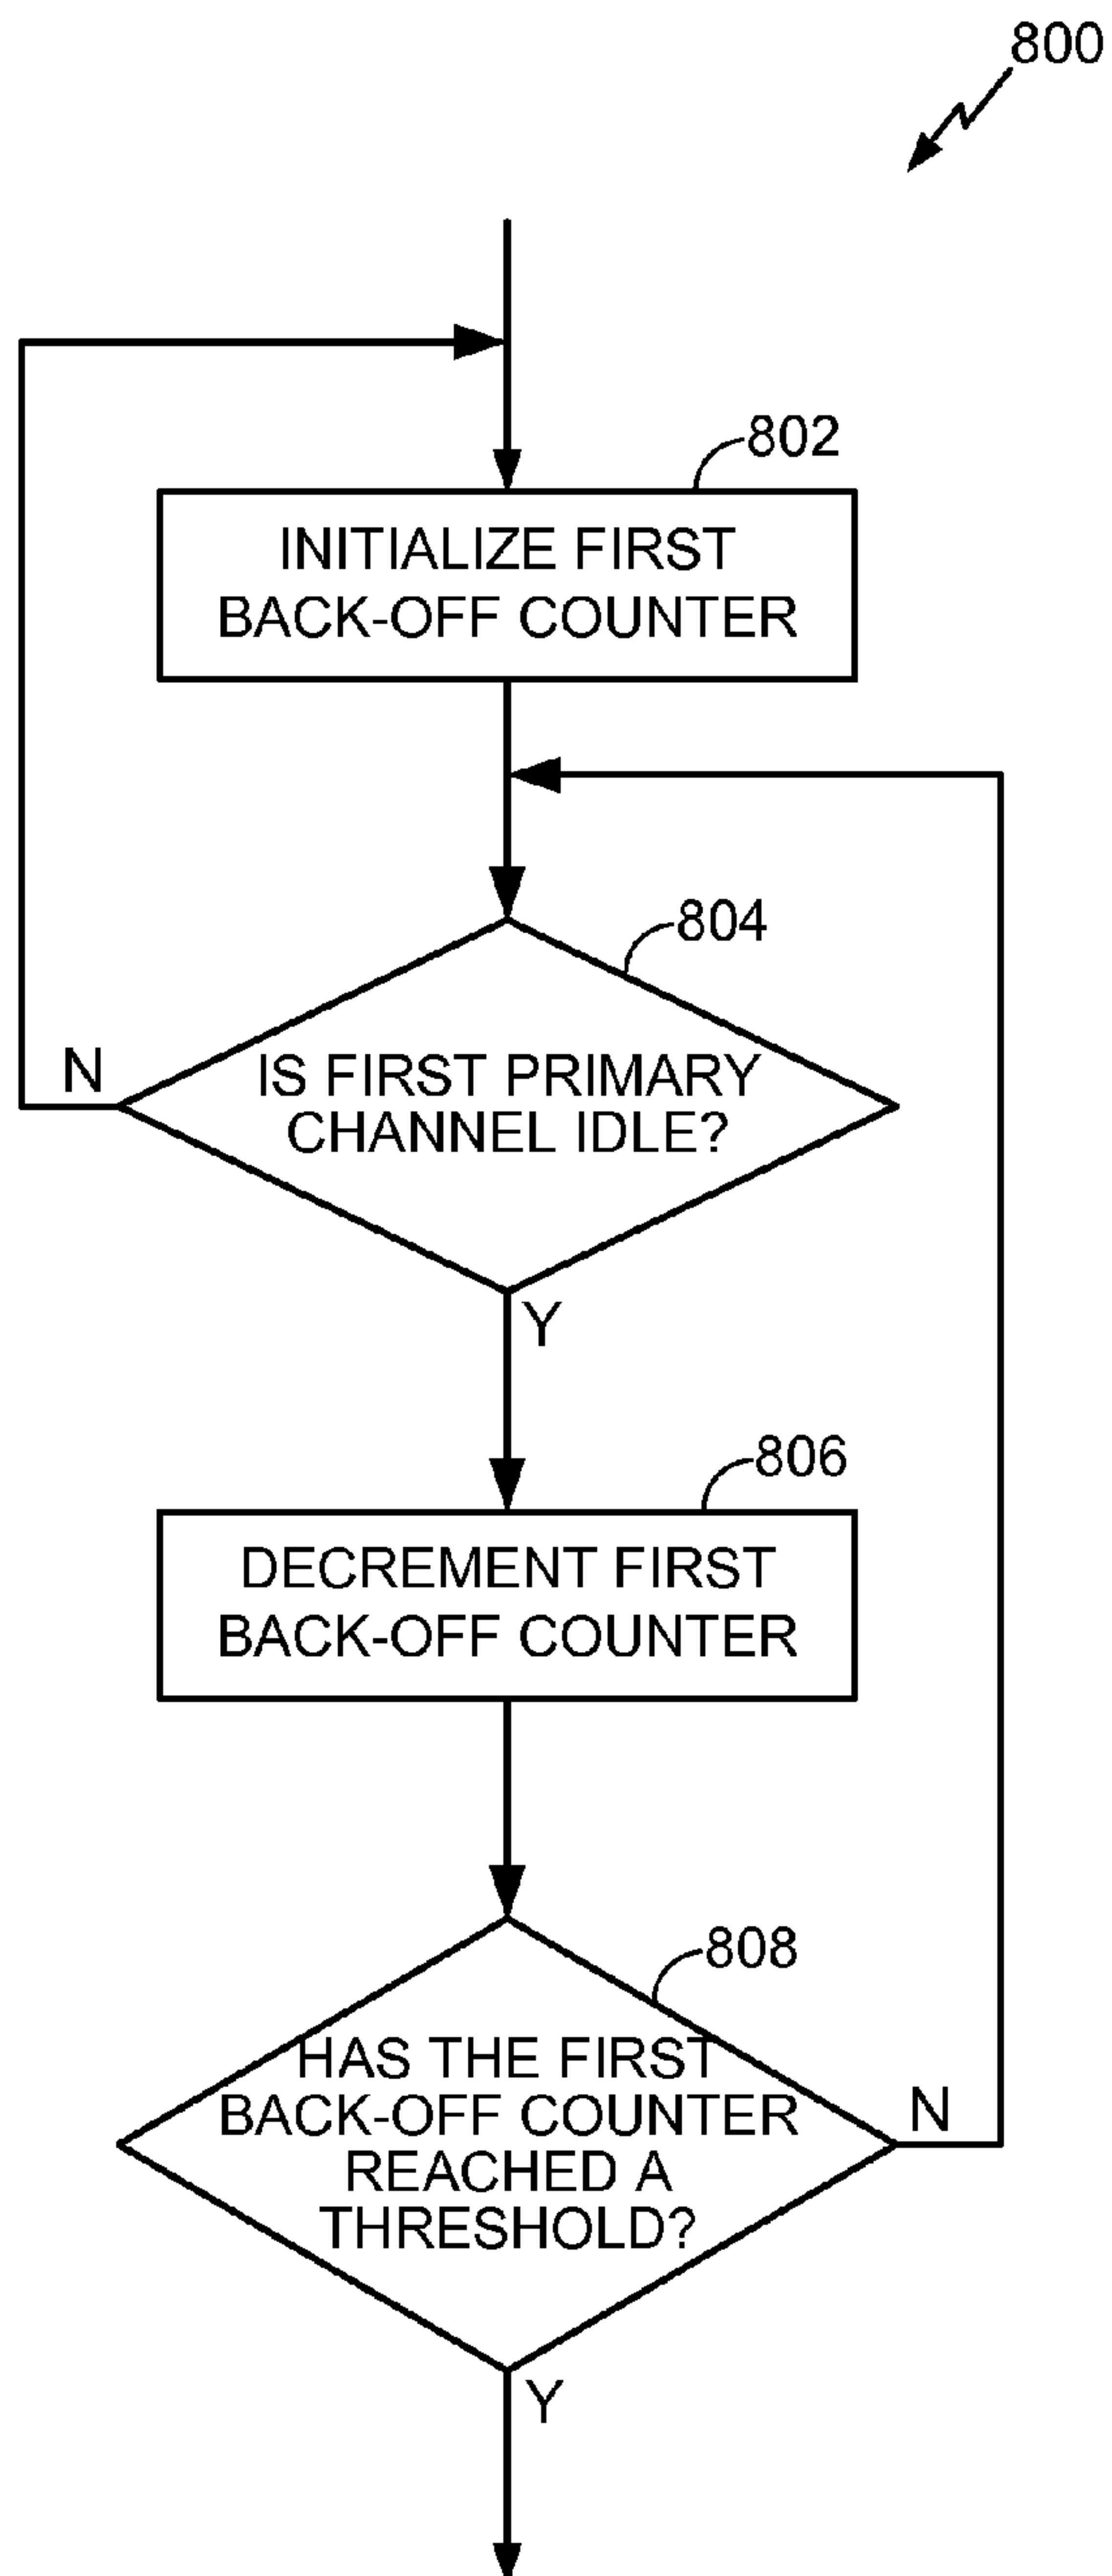 800
802
INITIALIZE FIRST
BACK-OFF COUNTER
804
N
IS FIRST PRIMARY
CHANNEL IDLE?
Y
806
DECREMENT FIRST
BACK-OFF COUNTER
808
HAS THE FIRST
BACK-OFF COUNTER
REACHED A
THRESHOLD?
N
Y